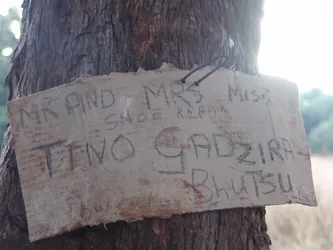 MR AND MRS MISS
SHOE REPAIR
TINO GADZIRA
BHUTSU